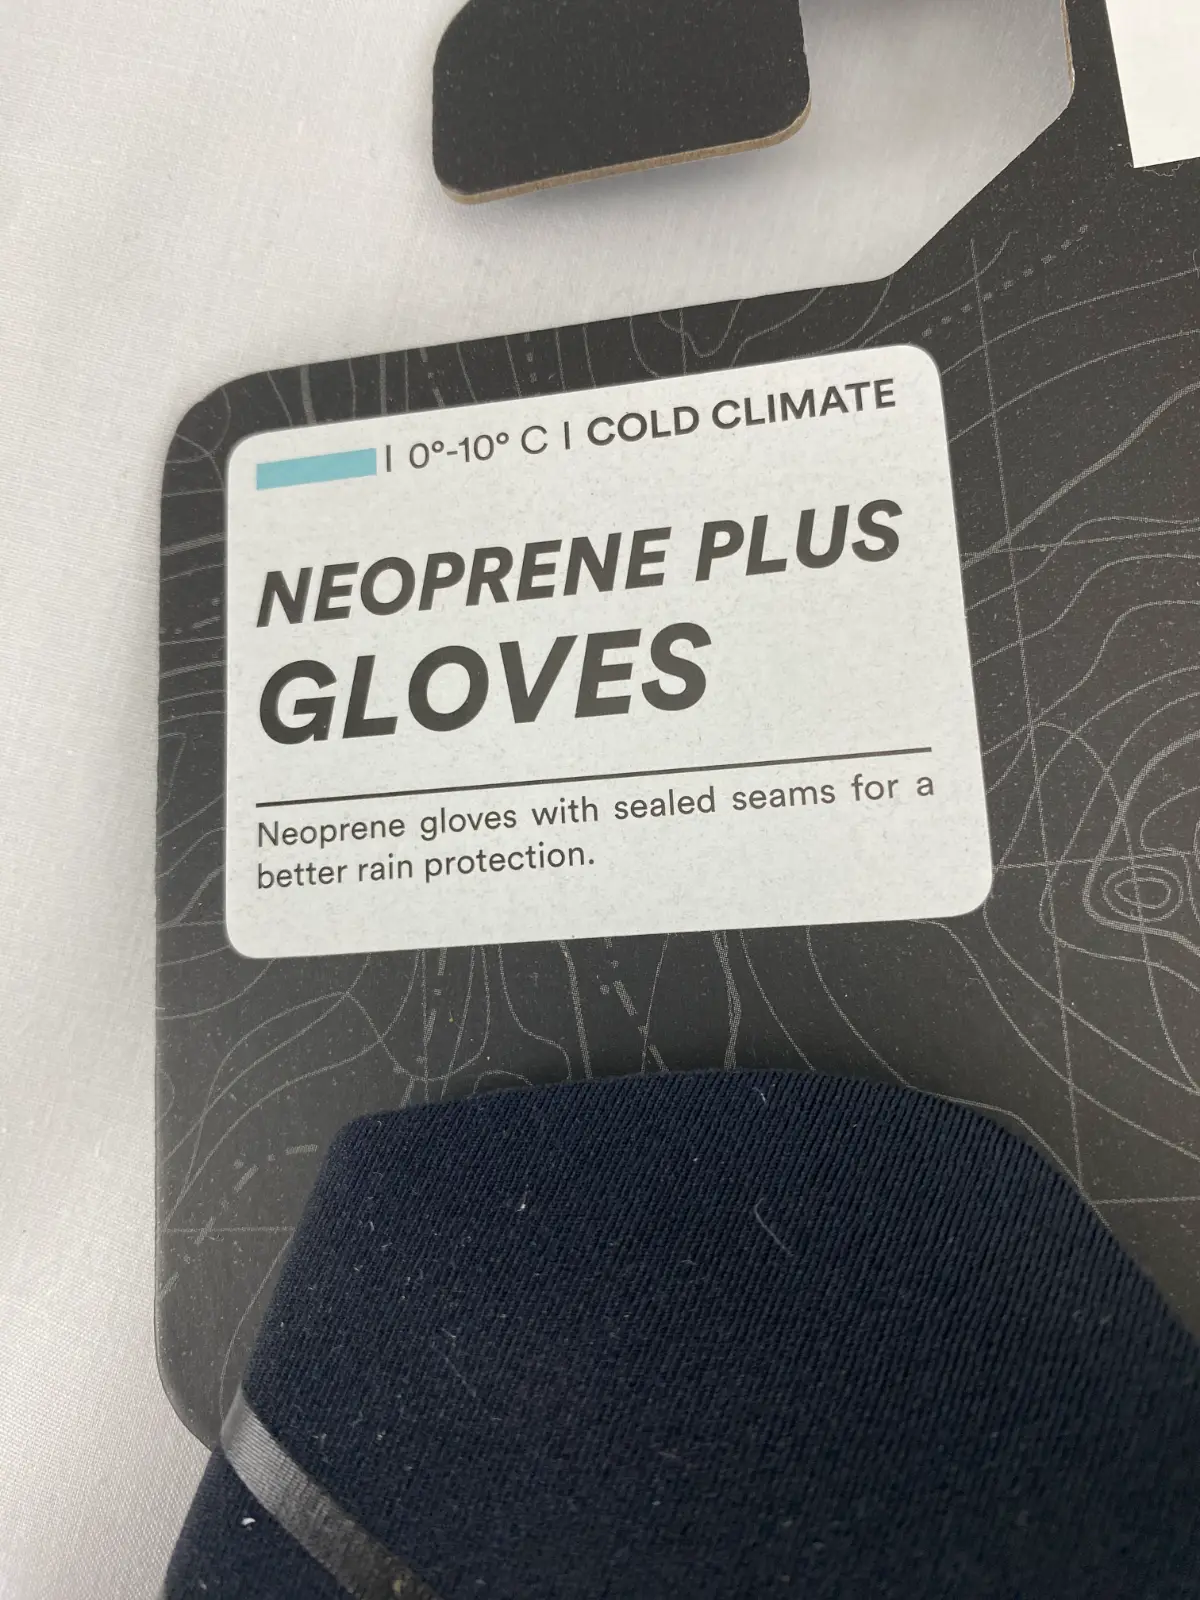 | 0°-10° C | COLD CLIMATE
NEOPRENE PLUS
GLOVES
Neoprene gloves with sealed seams for a
better rain protection.